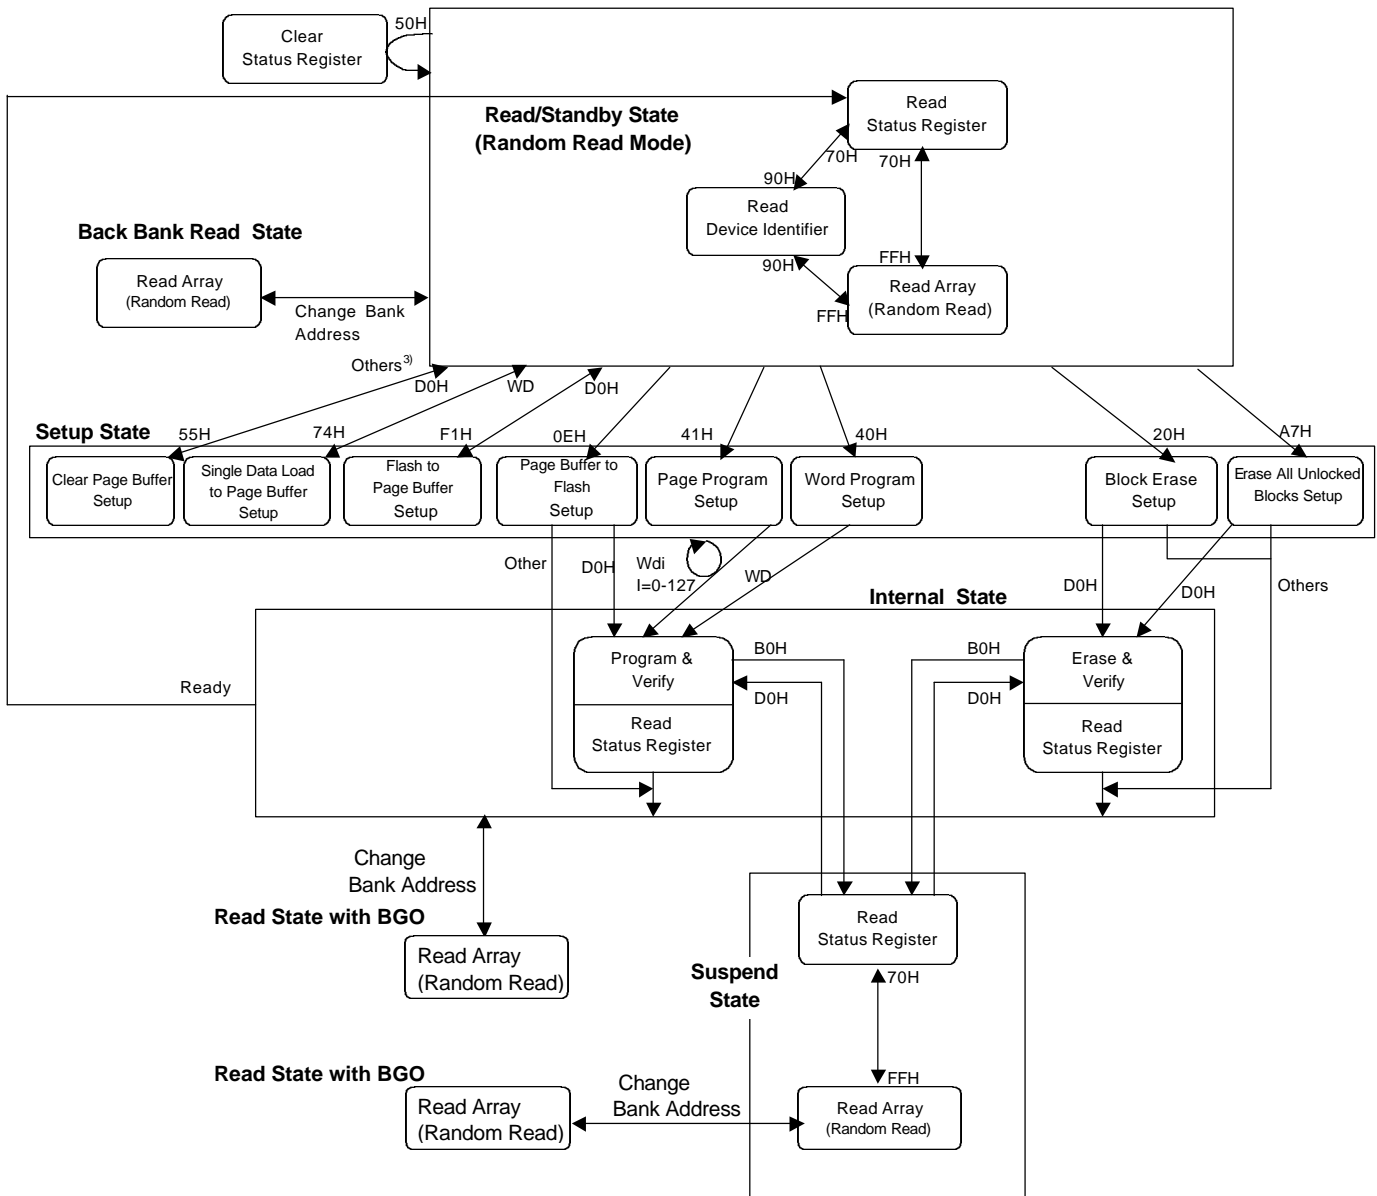 50H
Clear
Status Register
Read/Standby State
(Random Read Mode)
Read
Status Register
70H
70H
90H
Read
Device Identifier
90H
FFH
FFH
Read Array
(Random Read)
Back Bank Read State
Read Array
(Random Read)
Change Bank
Address
Others3)
D0H
WD
D0H
Setup State
55H
74H
F1H
0EH
41H
40H
20H
A7H
Clear Page Buffer
Setup
Single Data Load
to Page Buffer
Setup
Flash to
Page Buffer
Setup
Page Buffer to
Flash
Setup
Page Program
Setup
Word Program
Setup
Block Erase
Setup
Erase All Unlocked
Blocks Setup
Other
D0H
Wdi
I=0-127
WD
D0H
D0H
Others
Internal State
Program &
Verify
Read
Status Register
B0H
D0H
B0H
D0H
Erase &
Verify
Read
Status Register
Ready
Change
Bank Address
Read State with BGO
Read Array
(Random Read)
Read
Status Register
Suspend
State
70H
FFH
Read State with BGO
Read Array
(Random Read)
Change
Bank Address
Read Array
(Random Read)